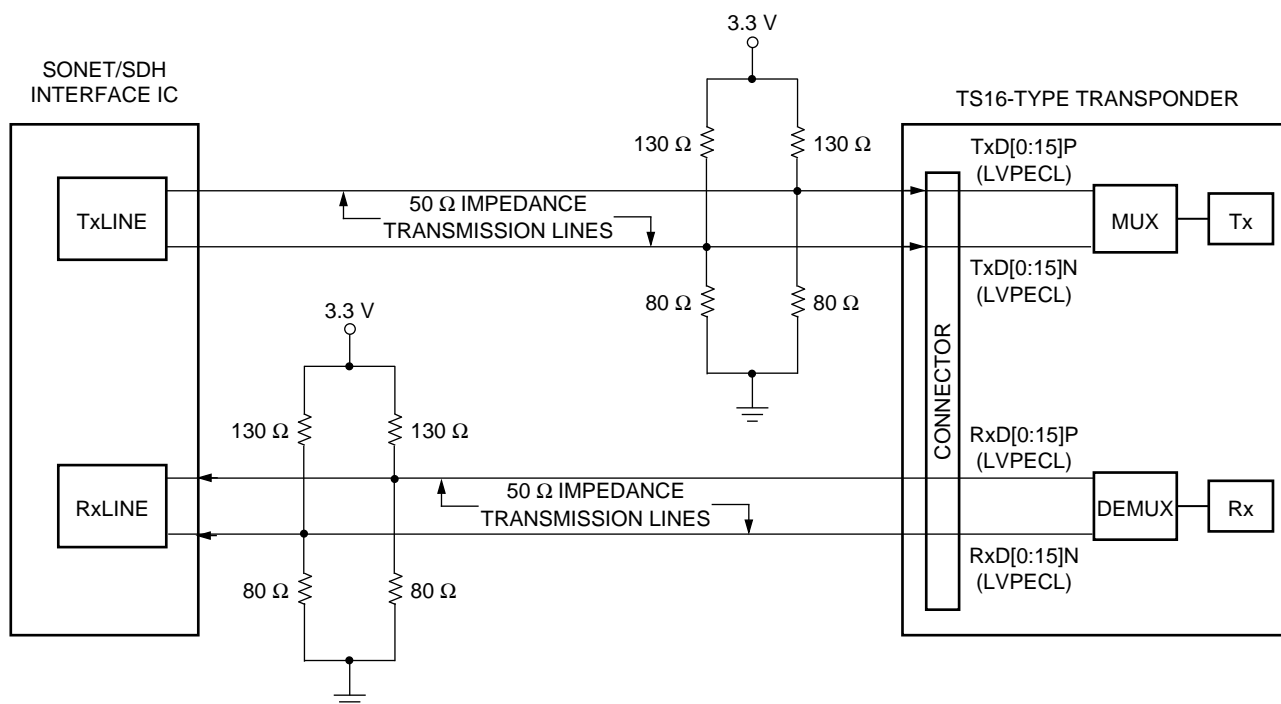 3.3 V
SONET/SDH
INTERFACE IC
TS16-TYPE TRANSPONDER
130 Ω
130 Ω
TxD[0:15]P
(LVPECL)
TxLINE
50 Ω IMPEDANCE
TRANSMISSION LINES
MUX
Tx
TxD[0:15]N
(LVPECL)
80 Ω
80 Ω
3.3 V
CONNECTOR
130 Ω
130 Ω
RxD[0:15]P
(LVPECL)
RxLINE
50 Ω IMPEDANCE
TRANSMISSION LINES
DEMUX
Rx
RxD[0:15]N
(LVPECL)
80 Ω
80 Ω